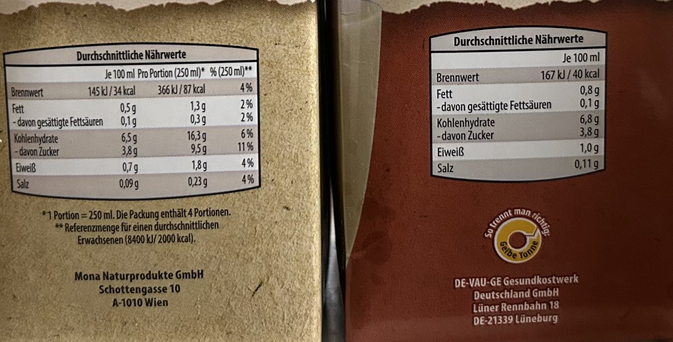 Durchschnittliche Nährwerte
Je 100 ml Pro Portion (250 ml)* % (250 ml)**
Brennwert 145 kJ / 34 kcal 366 kJ / 87 kcal 4 %
Fett 0,5 g 1,3 g 2 %
- davon gesättigte Fettsäuren 0,1 g 0,3 g 2 %
Kohlenhydrate 6,5 g 16,3 g 6 %
- davon Zucker 3,8 g 9,5 g 11 %
Eiweiß 0,7 g 1,8 g 4 %
Salz 0,09 g 0,23 g 4 %
* 1 Portion = 250 ml. Die Packung enthält 4 Portionen.
** Referenzmenge für einen durchschnittlichen
Erwachsenen (8400 kJ/ 2000 kcal).
Mona Naturprodukte GmbH
Schottengasse 10
A-1010 Wien
Durchschnittliche Nährwerte
Je 100 ml
Brennwert 167 kJ / 40 kcal
Fett 0,8 g
- davon gesättigte Fettsäuren 0,1 g
Kohlenhydrate 6,8 g
- davon Zucker 3,8 g
Eiweiß 1,0 g
Salz 0,11 g
So trennt man richtig:
Gelbe Tonne
DE-VAU-GE Gesundkostwerk
Deutschland GmbH
Lüner Rennbahn 18
DE-21339 Lüneburg